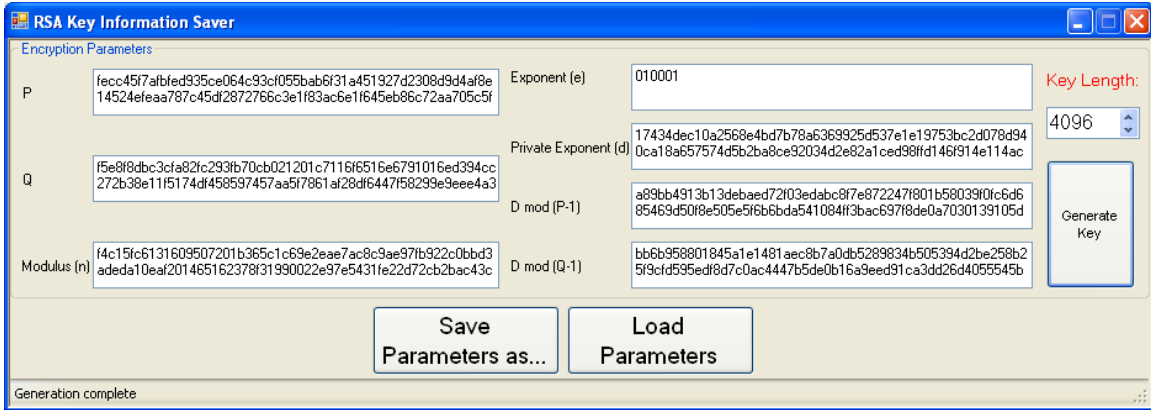 RSA Key Information Saver
Encryption Parameters
P
fecc45f7afbfed935ce064c93cf055bab6f31a451927d2308d9d4af8e
14524efeaa787c45df2872766c3e1f83ac6e1f645eb86c72aa705c5f
Q
f5e8f8dbc3cfa82fc293fb70cb021201c7116f6516e6791016ed394cc
272b38e11f5174df458597457aa5f7861af28df6447f58299e9eee4a3
Modulus (n)
f4c15fc6131609507201b365c1c69e2eae7ac8c9ae97fb922c0bbd3
adeda10eaf201465162378f31990022e97e5431fe22d72cb2bac43c
Exponent (e)
010001
Private Exponent (d)
17434dec10a2568e4bd7b78a6369925d537e1e19753bc2d078d94
0ca18a657574d5b2ba8ce92034d2e82a1ced98ffd146f914e114ac
D mod (P-1)
a89bb4913b13debaed72f03edabc8f7e872247f801b58039f0fc6d6
85469d50f8e505e5f6b6bda541084ff3bac697f8de0a7030139105d
D mod (Q-1)
bb6b958801845a1e1481aec8b7a0db5289834b505394d2be258b2
5f9cfd595edf8d7c0ac4447b5de0b16a9eed91ca3dd26d4055545b
Key Length:
4096
Generate
Key
Save
Parameters as...
Load
Parameters
Generation complete